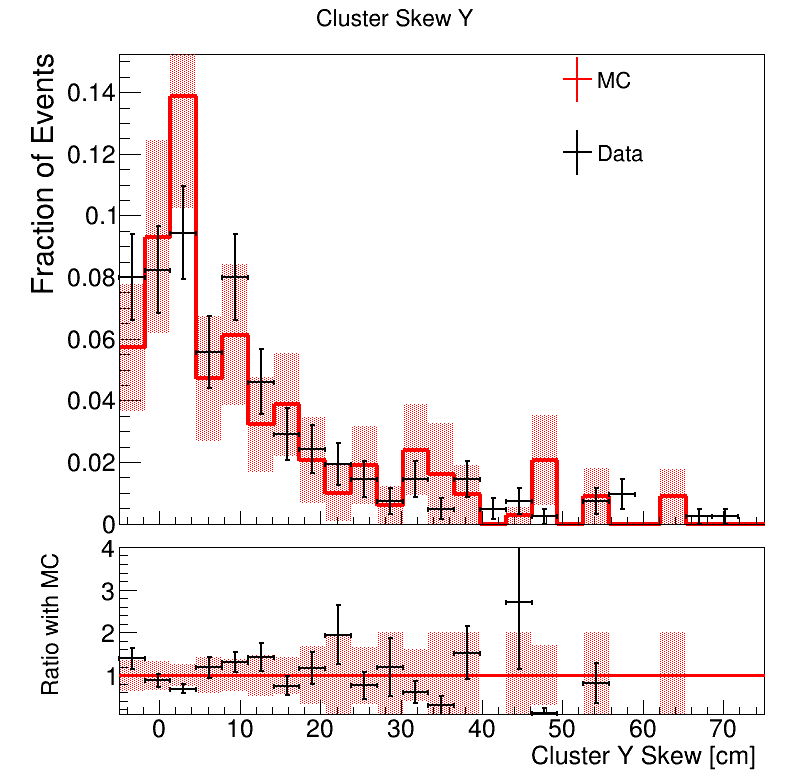 Cluster Skew Y
Fraction of Events
0.14
0.12
0.1
0.08
0.06
0.04
0.02
0
MC
Data
Ratio with MC
4
3
2
1
0 10 20 30 40 50 60 70
Cluster Y Skew [cm]